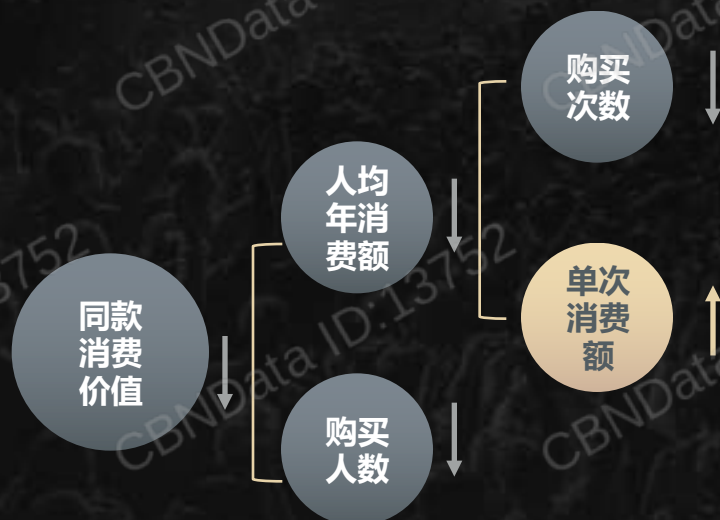 CBNData
购买
次数
CBNData
人均
年消
费额
13752
同款
消费
价值
单次
消费
额
CBNData ID:13752
购买
人数
CBNData